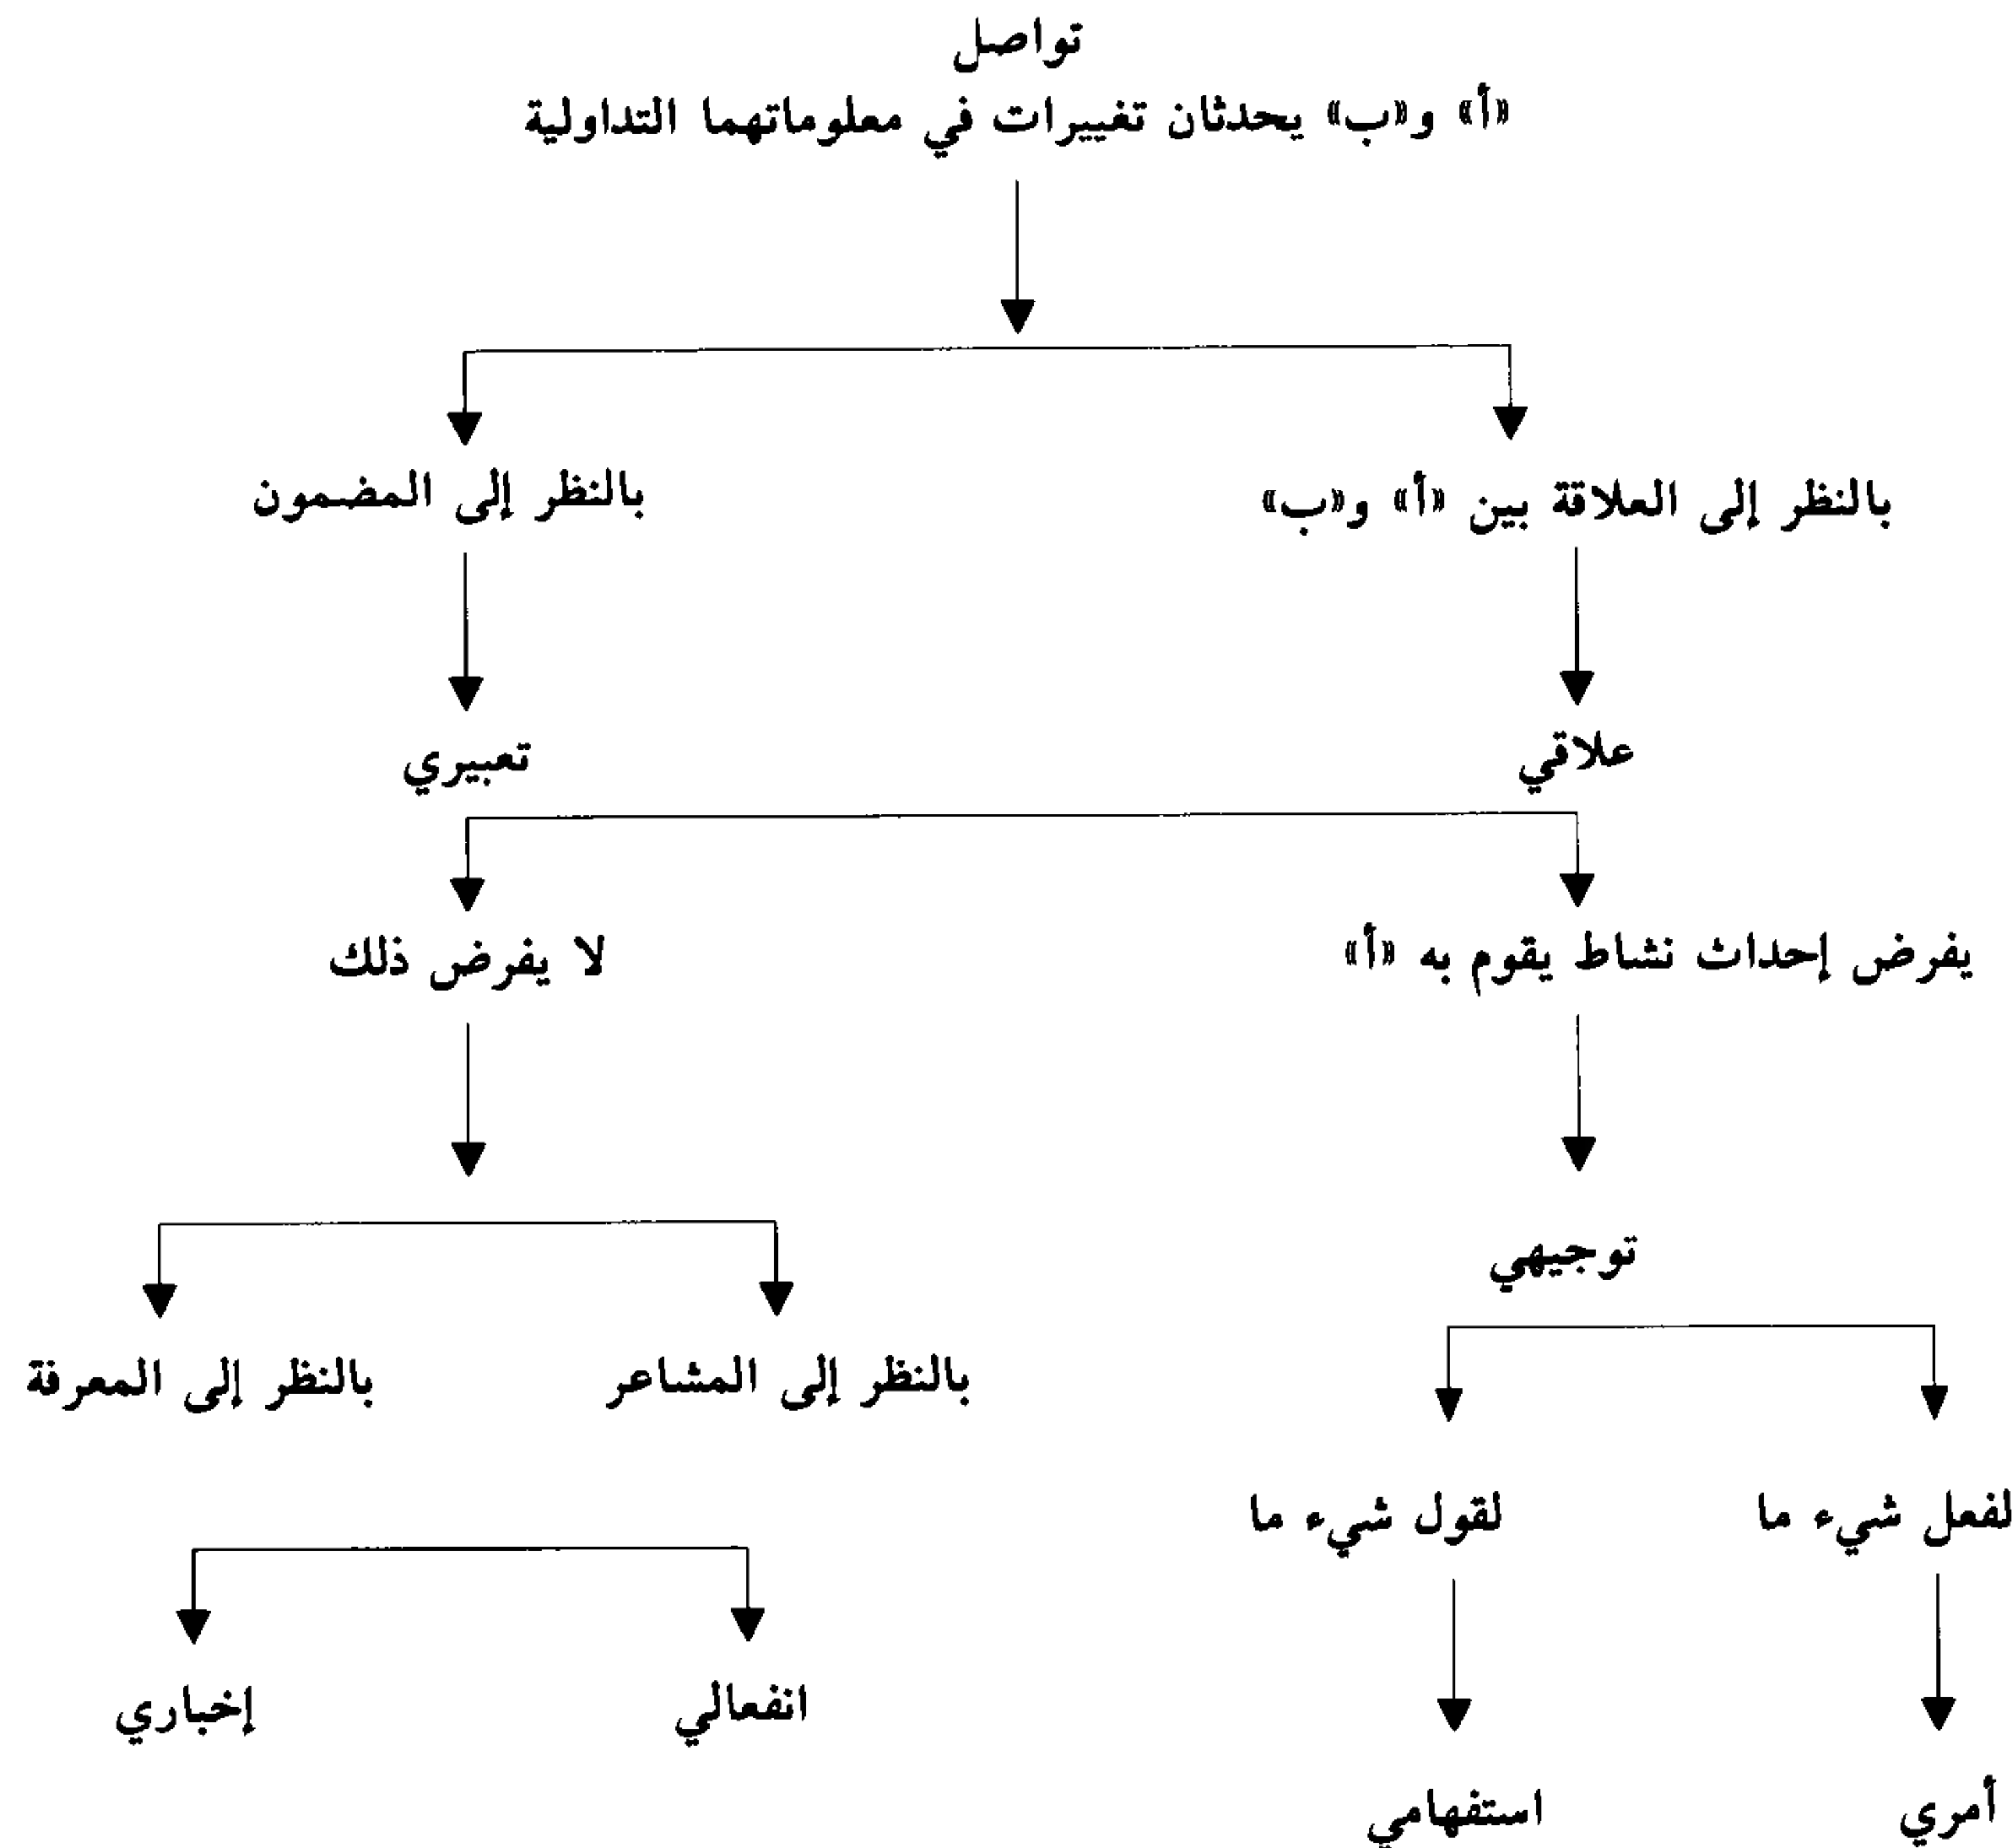 تواصل
«أ» و«ب» يحدثان تغييرات في معلوماتهما التداولية
بالنظر إلى العلاقة بين «أ» و«ب»
بالنظر إلى المضمون
علاقي
تعبيري
يفرض إحداث نشاط يقوم به «أ»
لا يفرض ذلك
توجيهي
بالنظر إلى المشاعر
بالنظر إلى المعرفة
لفعل شيء ما
لقول شيء ما
انفعالي
إخباري
أمري
استفهامي